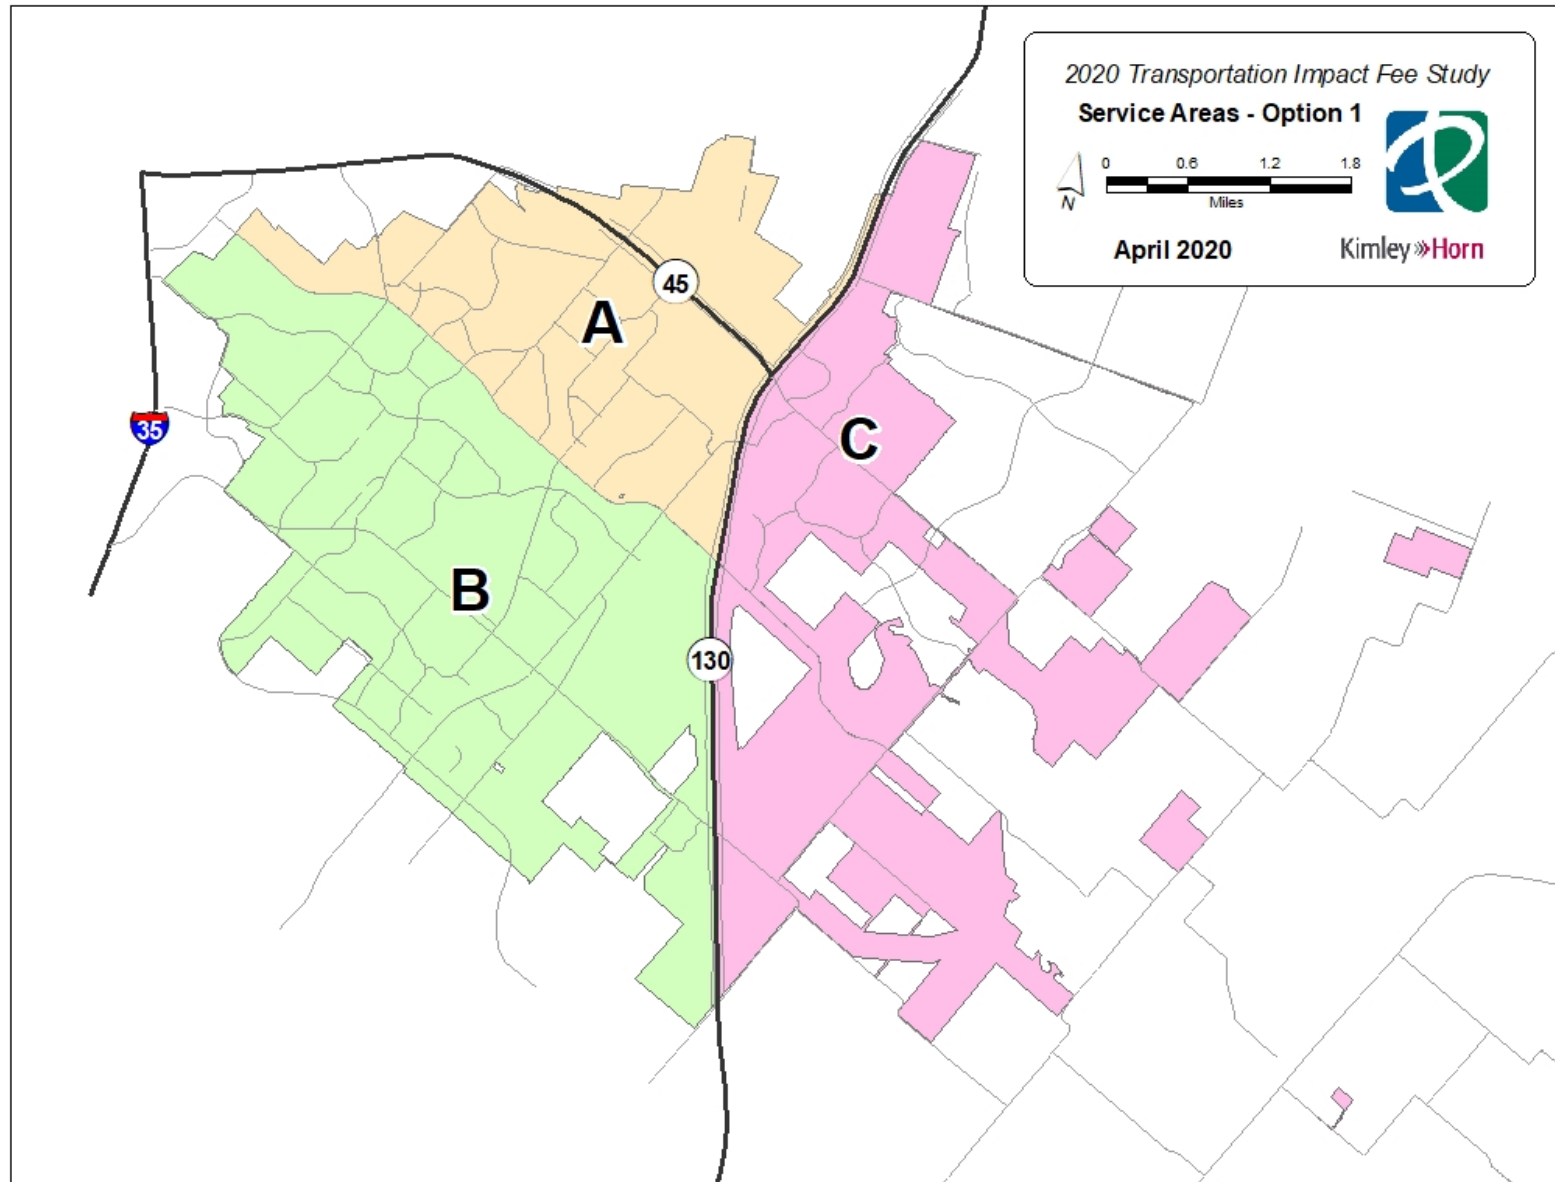 2020 Transportation Impact Fee Study
Service Areas - Option 1
0 0.6 1.2 1.8
Miles
N
April 2020
Kimley Horn
45
A
C
35
B
130